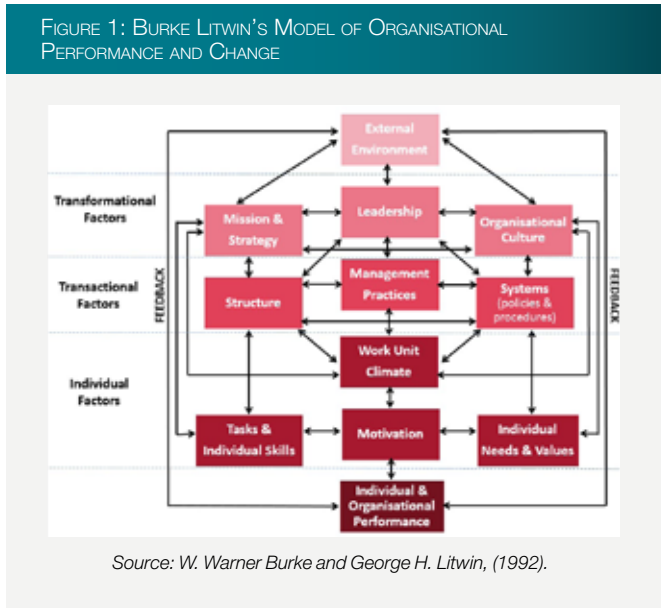 FIGURE 1: BURKE LITWIN'S MODEL OF ORGANISATIONAL
PERFORMANCE AND CHANGE
External
Environment
Transformational
Factors
Mission &
Strategy
Leadership
Organisational
Culture
Transactional
Factors
FEEDBACK
Structure
Management
Practices
Systems
(policies &
procedures)
FEEDBACK
Individual
Factors
Work Unit
Climate
Tasks &
Individual Skills
Motivation
Individual
Needs & Values
Individual &
Organisational
Performance
Source: W. Warner Burke and George H. Litwin, (1992).